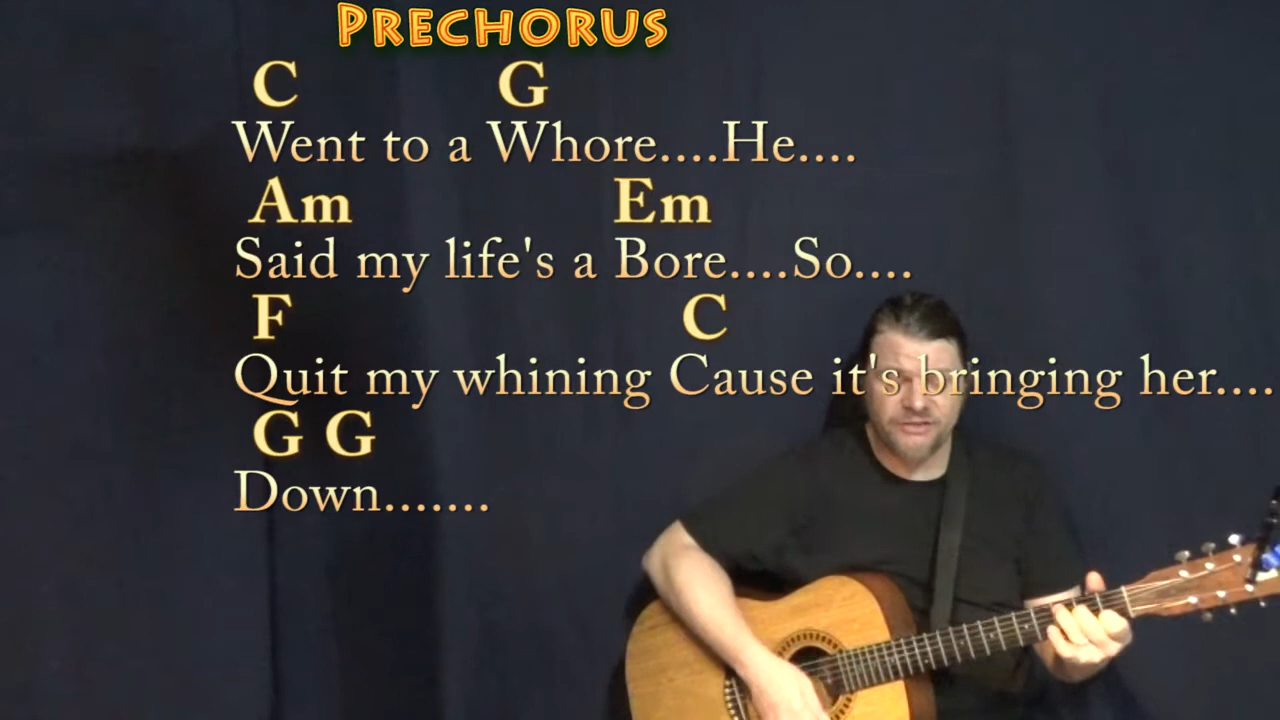 PRECHORUS
C G
Went to a Whore....He....
Am Em
Said my life's a Bore....So....
F C
Quit my whining Cause it's bringing her....
G G
Down.......